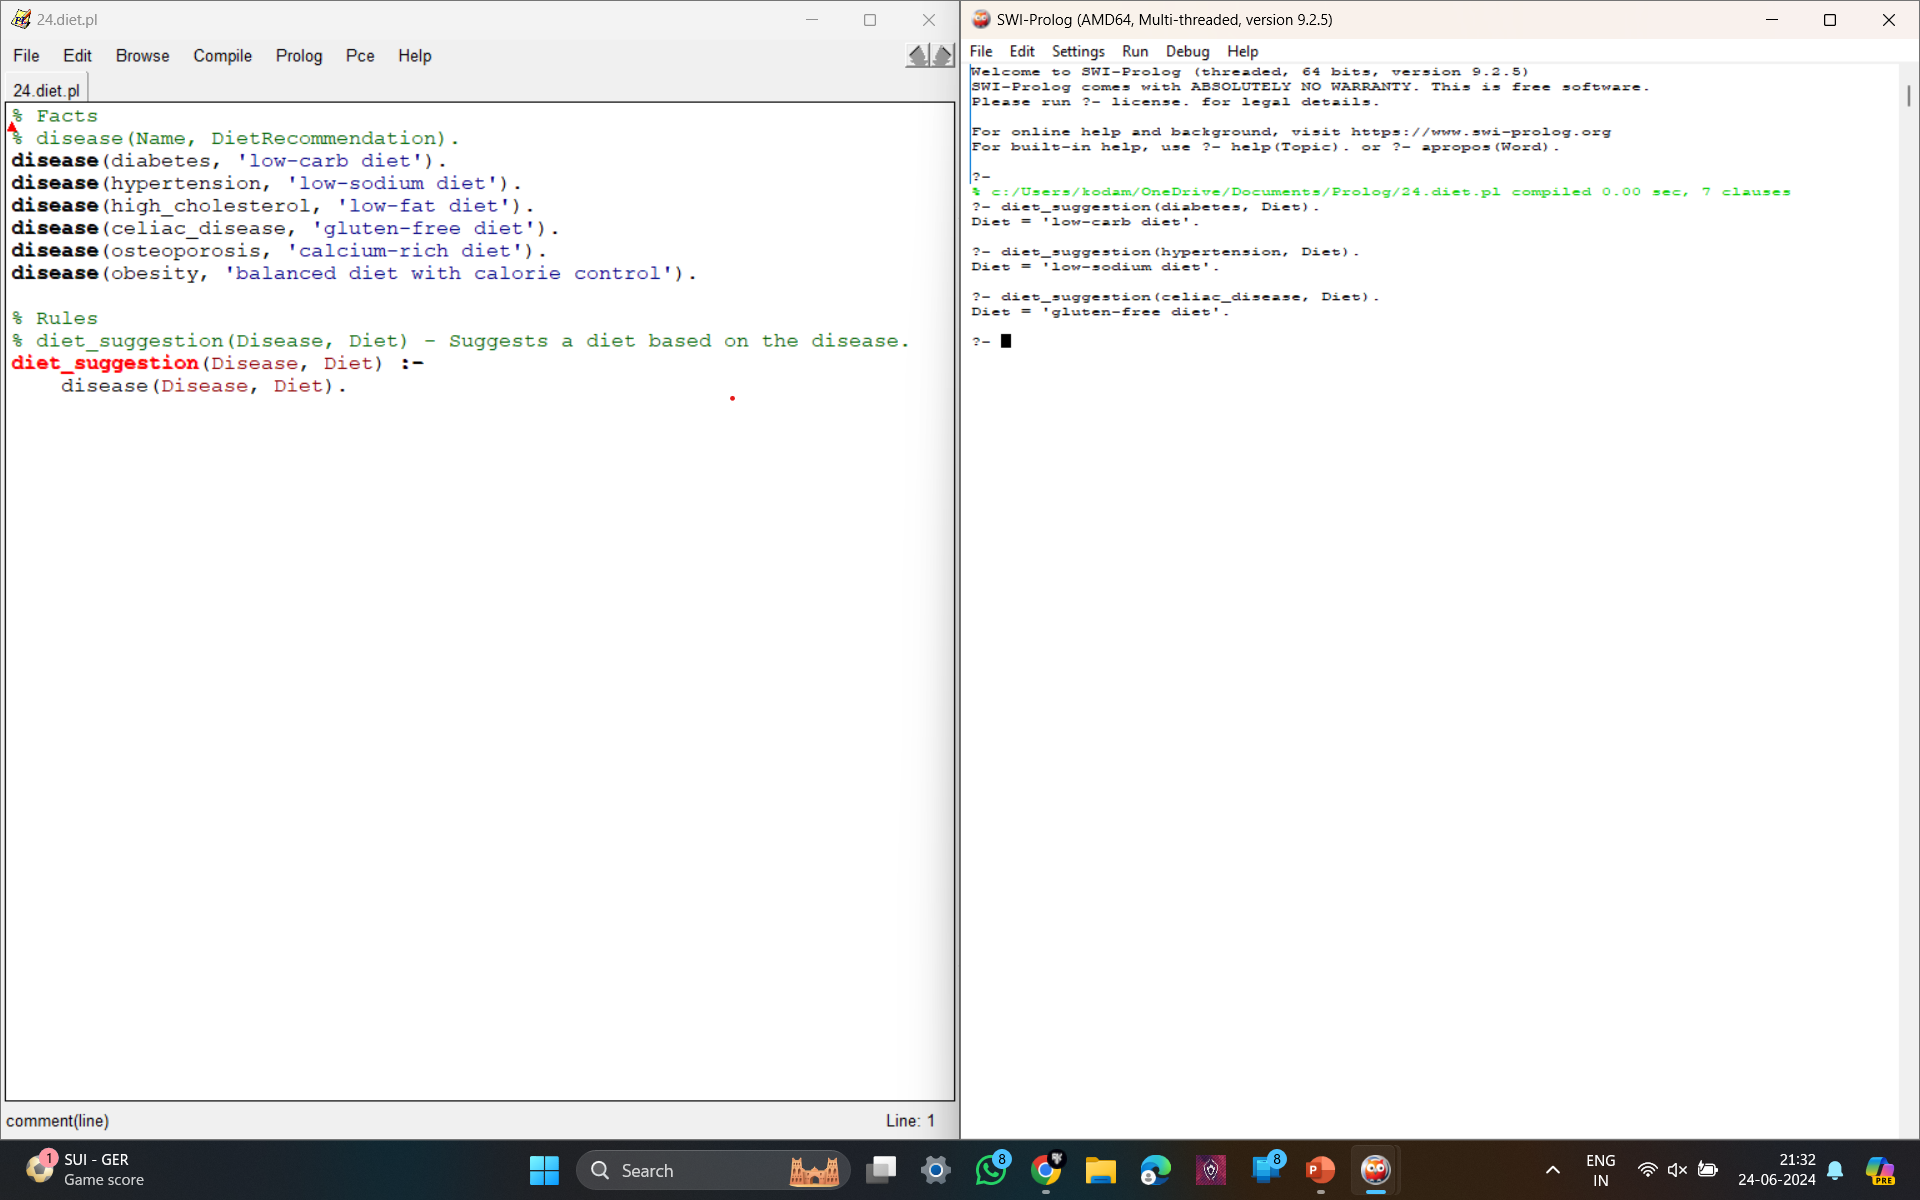 24.diet.pl
File Edit Browse Compile Prolog Pce Help
24.diet.pl
% Facts
% disease(Name, DietRecommendation).
disease(diabetes, 'low-carb diet').
disease(hypertension, 'low-sodium diet').
disease(high_cholesterol, 'low-fat diet').
disease(celiac_disease, 'gluten-free diet').
disease(osteoporosis, 'calcium-rich diet').
disease(obesity, 'balanced diet with calorie control').
% Rules
% diet_suggestion(Disease, Diet) - Suggests a diet based on the disease.
diet_suggestion(Disease, Diet) :-
    disease(Disease, Diet).
comment(line)
Line: 1
SWI-Prolog (AMD64, Multi-threaded, version 9.2.5)
File Edit Settings Run Debug Help
Welcome to SWI-Prolog (threaded, 64 bits, version 9.2.5)
SWI-Prolog comes with ABSOLUTELY NO WARRANTY. This is free software.
Please run ?- license. for legal details.
For online help and background, visit https://www.swi-prolog.org
For built-in help, use ?- help(Topic). or ?- apropos(Word).
?-
% c:/Users/kodam/OneDrive/Documents/Prolog/24.diet.pl compiled 0.00 sec, 7 clauses
?- diet_suggestion(diabetes, Diet).
Diet = 'low-carb diet'.
?- diet_suggestion(hypertension, Diet).
Diet = 'low-sodium diet'.
?- diet_suggestion(celiac_disease, Diet).
Diet = 'gluten-free diet'.
?-
1
SUI - GER
Game score
Search
8
8
P
ENG
IN
21:32
24-06-2024
PRE